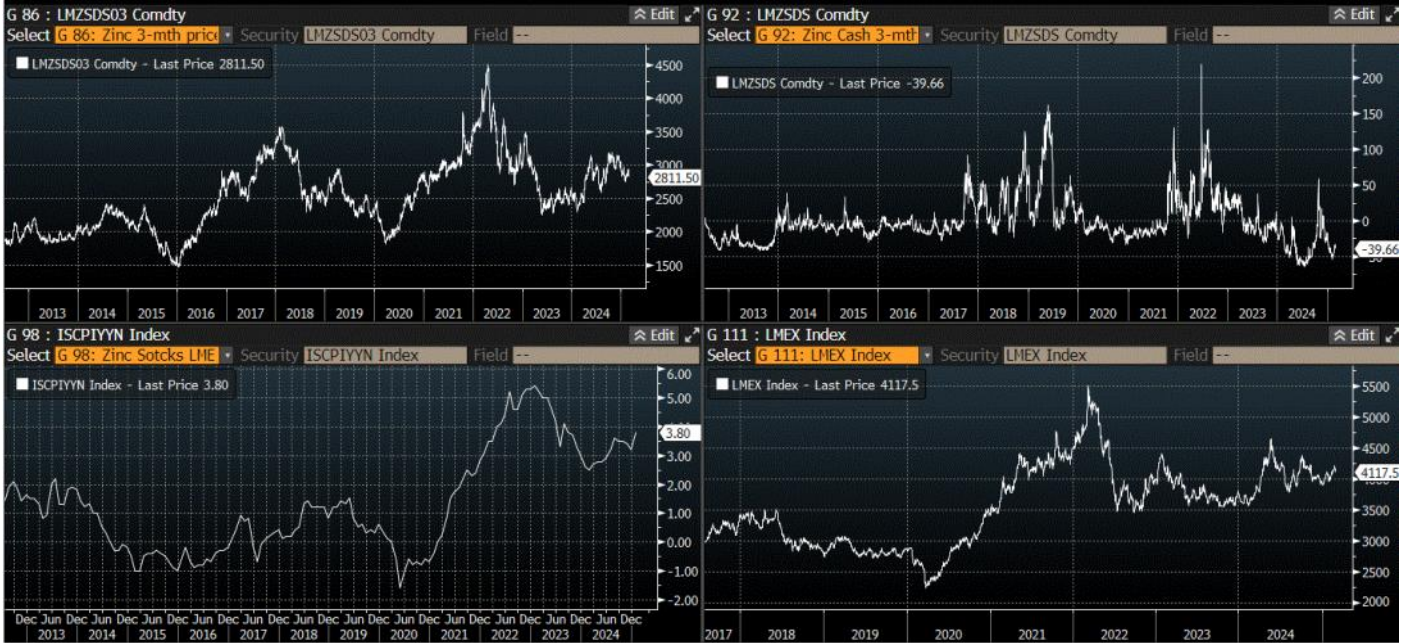 G 86 : LMZSDS03 Comdty
Edit
Select G 86: Zinc 3-mth price Security LMZSDS03 Comdty Field --
LMZSDS03 Comdty - Last Price 2811.50
4500
4000
3500
3000
2811.50
2500
2000
1500
2013 2014 2015 2016 2017 2018 2019 2020 2021 2022 2023 2024
G 92 : LMZSDS Comdty
Edit
Select G 92: Zinc Cash 3-mth Security LMZSDS Comdty Field --
LMZSDS Comdty - Last Price -39.66
200
150
100
50
0
-39.66
2013 2014 2015 2016 2017 2018 2019 2020 2021 2022 2023 2024
G 98 : ISCPIYYN Index
Edit
Select G 98: Zinc Sotcks LME Security ISCPIYYN Index Field --
ISCPIYYN Index - Last Price 3.80
6.00
5.00
3.80
3.00
2.00
1.00
0.00
-1.00
-2.00
Dec Jun Dec Jun Dec Jun Dec Jun Dec Jun Dec Jun Dec Jun Dec Jun Dec Jun Dec Jun Dec Jun Dec Jun Dec
2013 2014 2015 2016 2017 2018 2019 2020 2021 2022 2023 2024
G 111 : LMEX Index
Edit
Select G 111: LMEX Index Security LMEX Index Field --
LMEX Index - Last Price 4117.5
5500
5000
4500
4117.5
4000
3500
3000
2500
2000
2017 2018 2019 2020 2021 2022 2023 2024